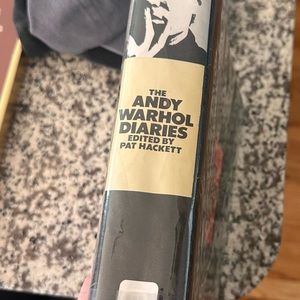 THE
ANDY
WARHOL
DIARIES
EDITED BY
PAT HACKETT